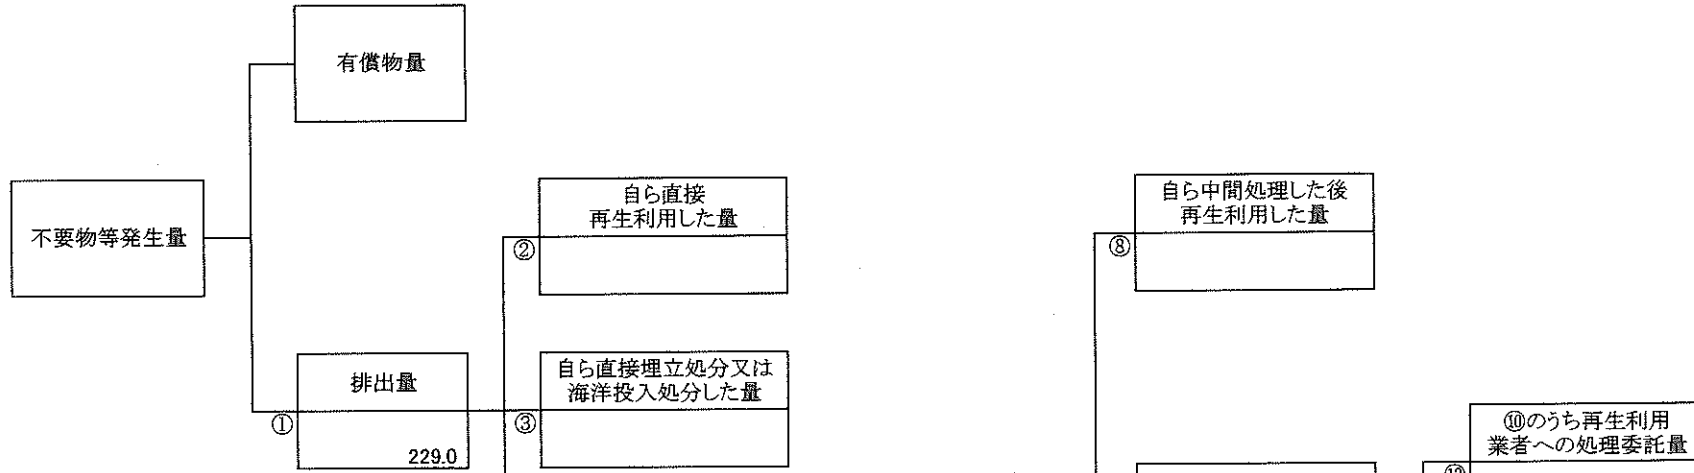 有償物量
不要物等発生量
自ら直接
再生利用した量
②
自ら中間処理した後
再生利用した量
⑧
排出量
①
229.0
自ら直接埋立処分又は
海洋投入処分した量
③
⑩のうち再生利用
業者への処理委託量